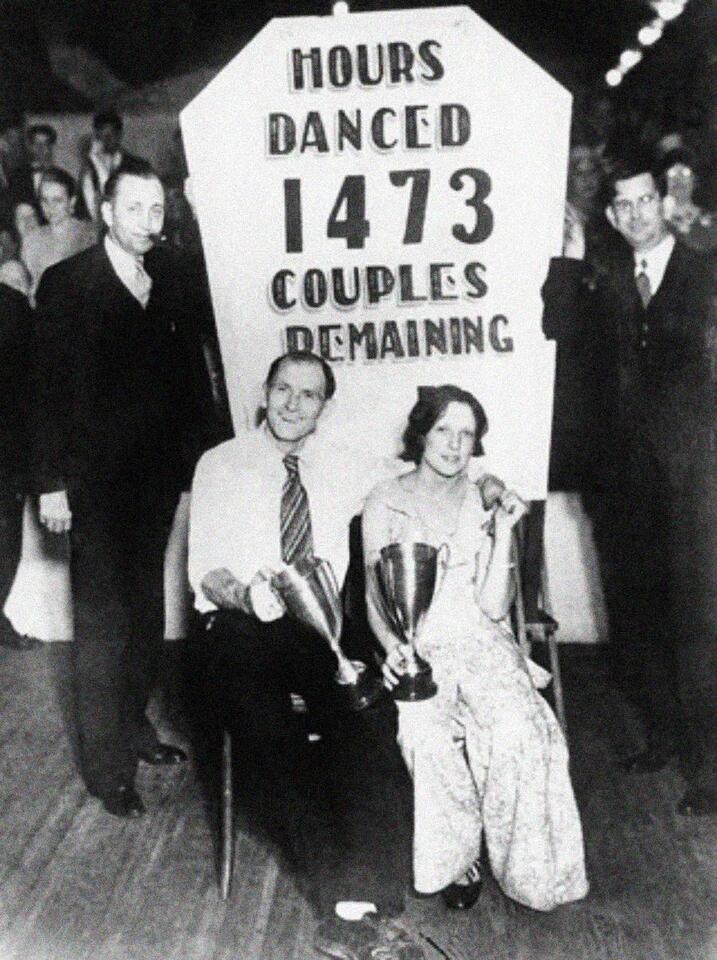 HOURS
DANCED
1473
COUPLES
REMAINING